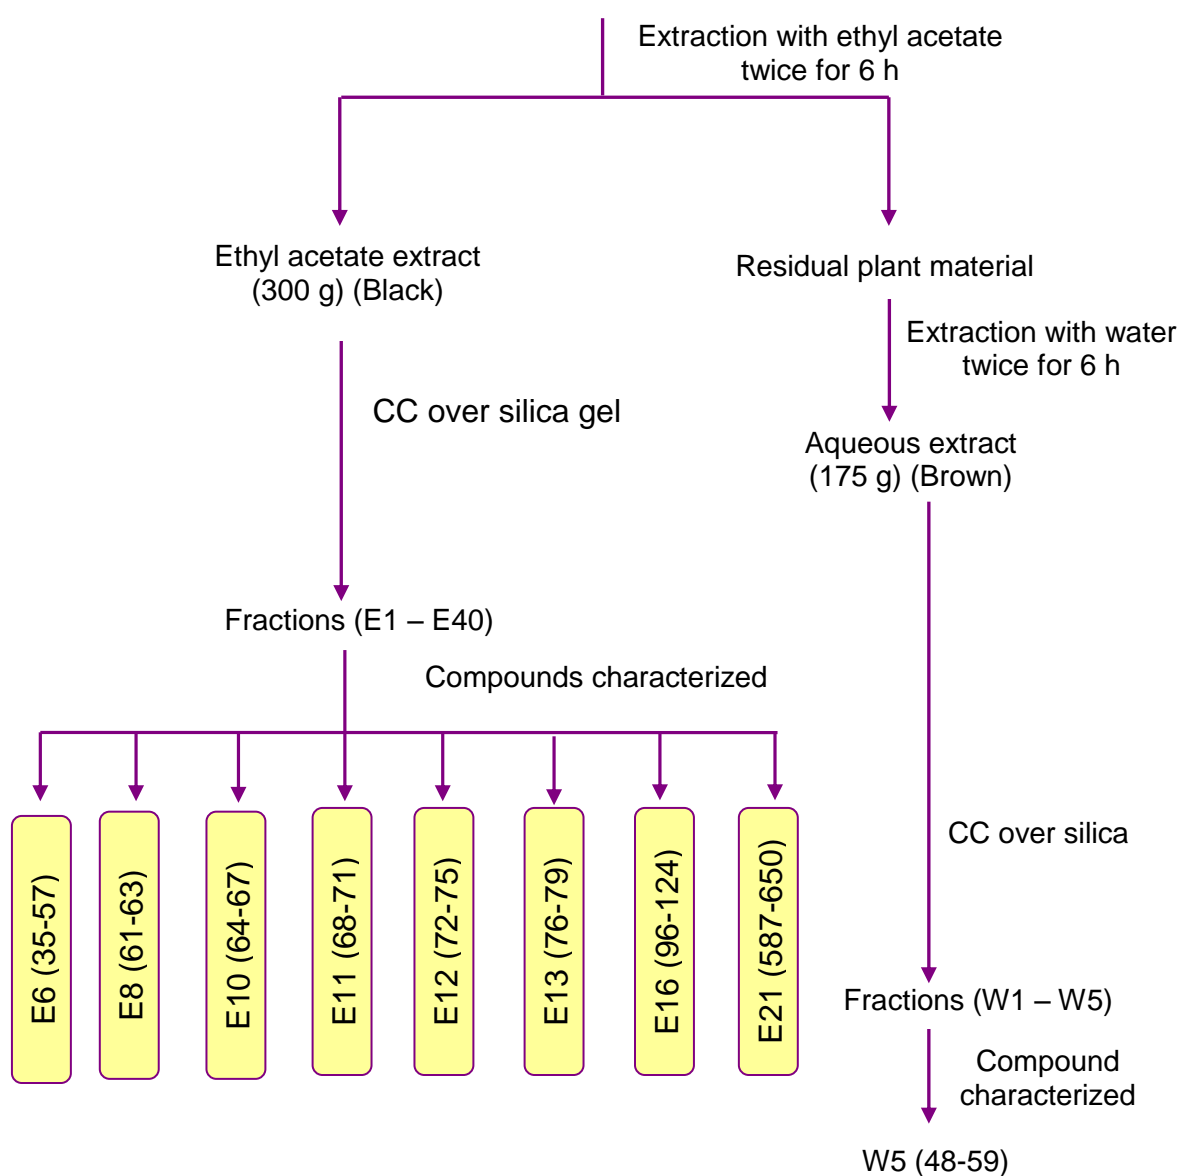 Extraction with ethyl acetate
twice for 6 h
Ethyl acetate extract
(300 g) (Black)
Residual plant material
Extraction with water
twice for 6 h
CC over silica gel
Aqueous extract
(175 g) (Brown)
Fractions (E1 – E40)
Compounds characterized
E6 (35-57)
E8 (61-63)
E10 (64-67)
E11 (68-71)
E12 (72-75)
E13 (76-79)
E16 (96-124)
E21 (587-650)
CC over silica
Fractions (W1 – W5)
Compound
characterized
W5 (48-59)